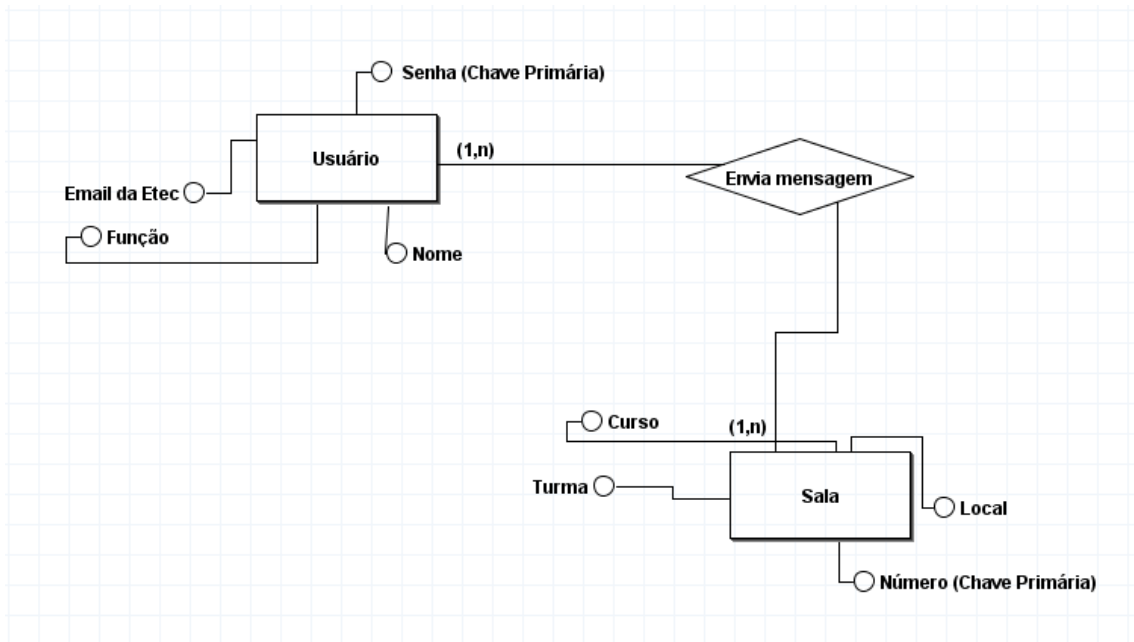 Senha (Chave Primária)
Usuário
(1,n)
Envia mensagem
Email da Etec
Função
Nome
Curso
(1,n)
Turma
Sala
Local
Número (Chave Primária)